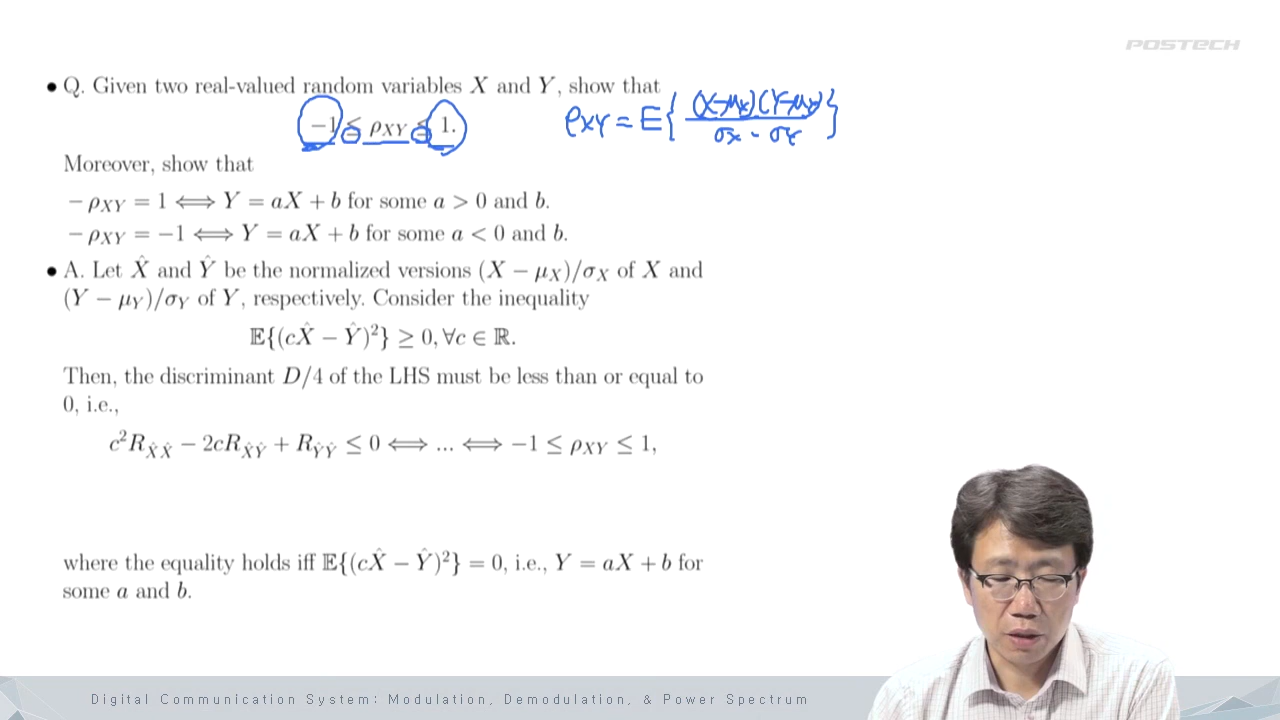 POSTECH
• Q. Given two real-valued random variables X and Y, show that
−1 ≤ ρXY ≤ 1.
ρXY = E{ (X−μX)(Y−μY) / σX · σY }
Moreover, show that
− ρXY = 1 ⟺ Y = aX + b for some a > 0 and b.
− ρXY = −1 ⟺ Y = aX + b for some a < 0 and b.
• A. Let X̂ and Ŷ be the normalized versions (X − μX)/σX of X and
(Y − μY)/σY of Y, respectively. Consider the inequality
𝔼{(cX̂ − Ŷ)²} ≥ 0, ∀c ∈ ℝ.
Then, the discriminant D/4 of the LHS must be less than or equal to
0, i.e.,
c²RX̂X̂ − 2cRX̂Ŷ + RŶŶ ≤ 0 ⟺ ... ⟺ −1 ≤ ρXY ≤ 1,
where the equality holds iff 𝔼{(cX̂ − Ŷ)²} = 0, i.e., Y = aX + b for
some a and b.
Digital Communication System: Modulation, Demodulation, & Power Spectrum